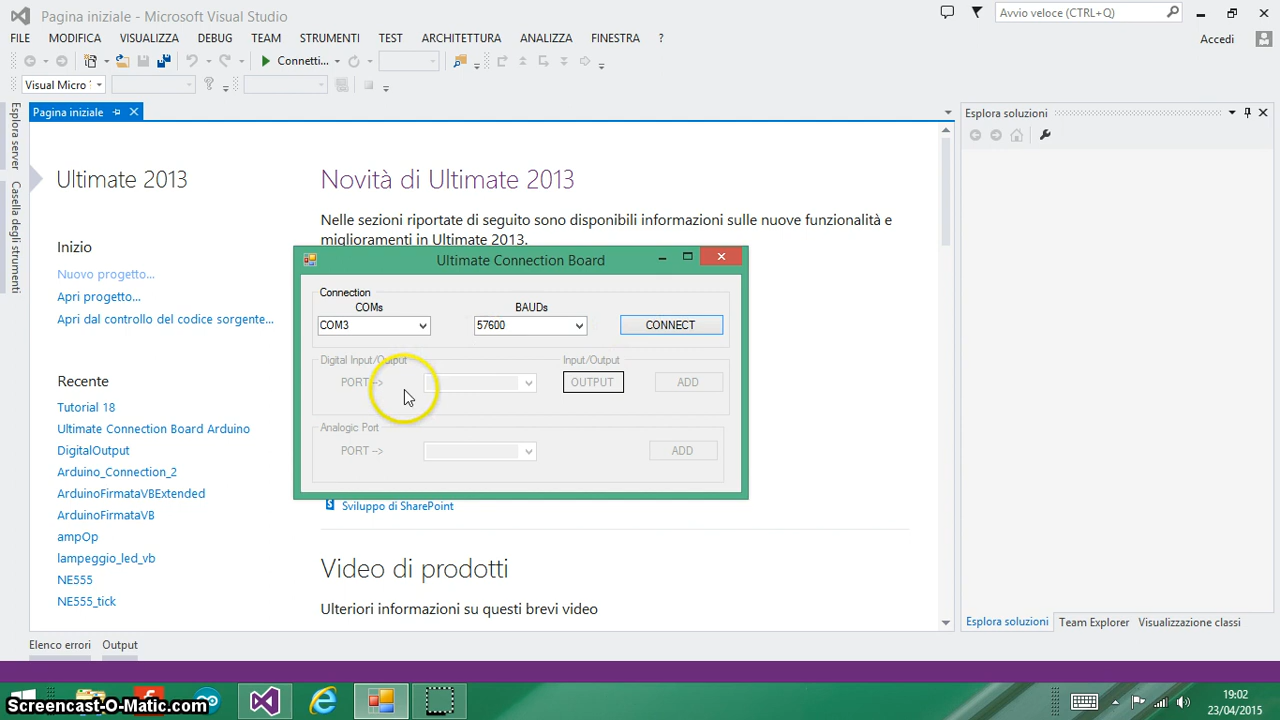 Pagina iniziale - Microsoft Visual Studio
Avvio veloce (CTRL+Q)
FILE MODIFICA VISUALIZZA DEBUG TEAM STRUMENTI TEST ARCHITETTURA ANALIZZA FINESTRA ?
Accedi
Connetti...
Visual Micro
Pagina iniziale
Esplora soluzioni
Esplora server
Casella degli strumenti
Ultimate 2013
Novità di Ultimate 2013
Nelle sezioni riportate di seguito sono disponibili informazioni sulle nuove funzionalità e
miglioramenti in Ultimate 2013.
Inizio
Nuovo progetto...
Apri progetto...
Apri dal controllo del codice sorgente...
Recente
Tutorial 18
Ultimate Connection Board Arduino
DigitalOutput
Arduino_Connection_2
ArduinoFirmataVBExtended
ArduinoFirmataVB
ampOp
lampeggio_led_vb
NE555
NE555_tick
Ultimate Connection Board
Connection
COMs BAUDs
COM3 57600 CONNECT
Digital Input/Output Input/Output
PORT --> OUTPUT ADD
Analogic Port
PORT --> ADD
Sviluppo di SharePoint
Video di prodotti
Ulteriori informazioni su questi brevi video
Esplora soluzioni Team Explorer Visualizzazione classi
Elenco errori Output
Screencast-O-Matic.com
19:02
23/04/2015